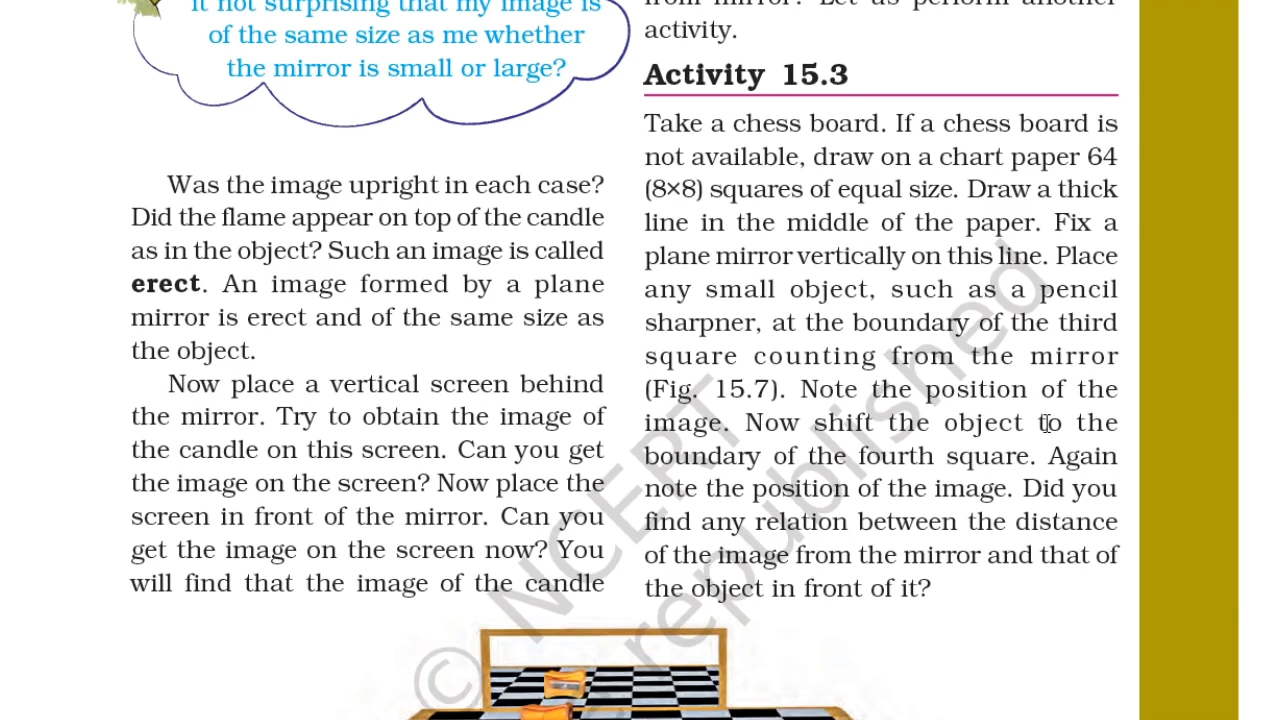 it not surprising that my image is
of the same size as me whether
the mirror is small or large?
Was the image upright in each case?
Did the flame appear on top of the candle
as in the object? Such an image is called
erect. An image formed by a plane
mirror is erect and of the same size as
the object.
Now place a vertical screen behind
the mirror. Try to obtain the image of
the candle on this screen. Can you get
the image on the screen? Now place the
screen in front of the mirror. Can you
get the image on the screen now? You
will find that the image of the candle
from mirror? Let us perform another
activity.
Activity 15.3
Take a chess board. If a chess board is
not available, draw on a chart paper 64
(8×8) squares of equal size. Draw a thick
line in the middle of the paper. Fix a
plane mirror vertically on this line. Place
any small object, such as a pencil
sharpner, at the boundary of the third
square counting from the mirror
(Fig. 15.7). Note the position of the
image. Now shift the object to the
boundary of the fourth square. Again
note the position of the image. Did you
find any relation between the distance
of the image from the mirror and that of
the object in front of it?
© NCERT
republished